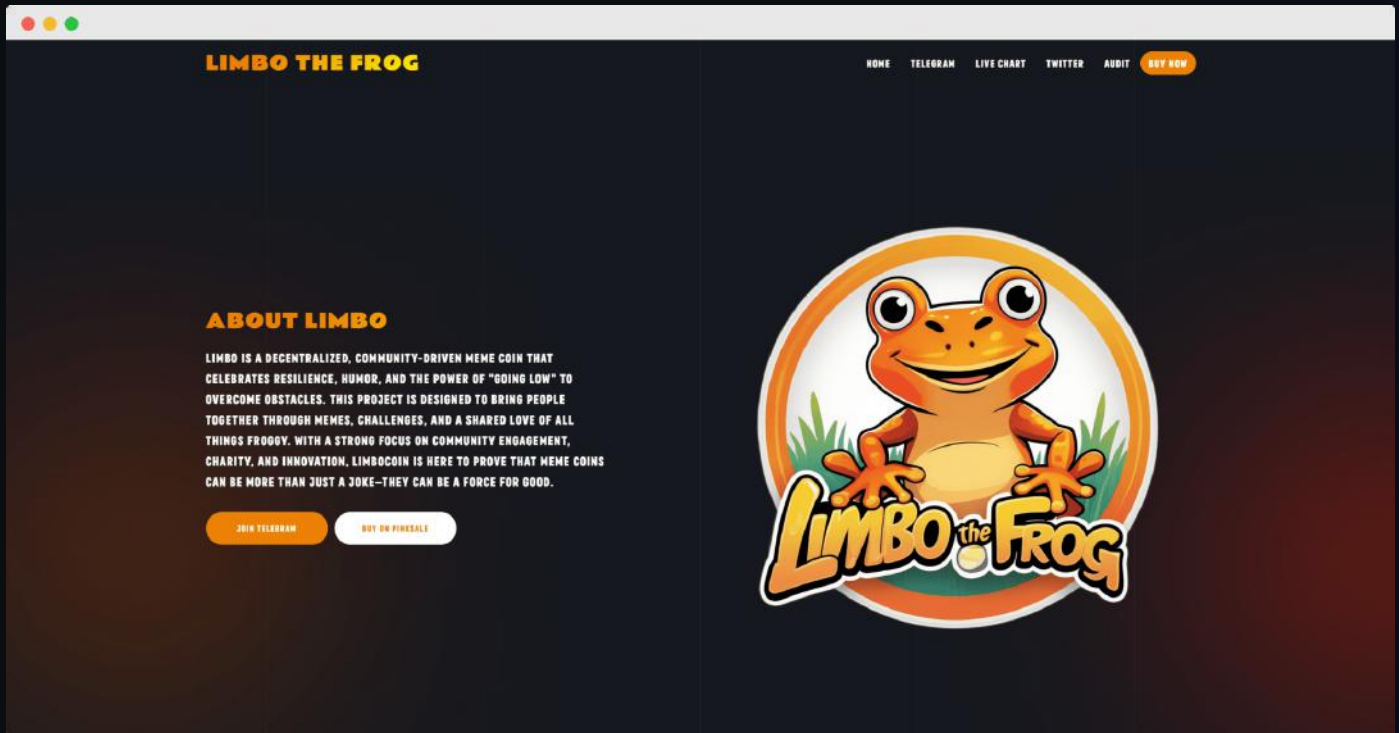 LIMBO THE FROG
HOME TELEGRAM LIVE CHART TWITTER AUDIT BUY NOW
ABOUT LIMBO
LIMBO IS A DECENTRALIZED, COMMUNITY-DRIVEN MEME COIN THAT
CELEBRATES RESILIENCE, HUMOR, AND THE POWER OF "GOING LOW" TO
OVERCOME OBSTACLES. THIS PROJECT IS DESIGNED TO BRING PEOPLE
TOGETHER THROUGH MEMES, CHALLENGES, AND A SHARED LOVE OF ALL
THINGS FROGGY. WITH A STRONG FOCUS ON COMMUNITY ENGAGEMENT,
CHARITY, AND INNOVATION, LIMBOCOIN IS HERE TO PROVE THAT MEME COINS
CAN BE MORE THAN JUST A JOKE—THEY CAN BE A FORCE FOR GOOD.
JOIN TELEGRAM BUY ON PINKSALE
LIMBO the FROG